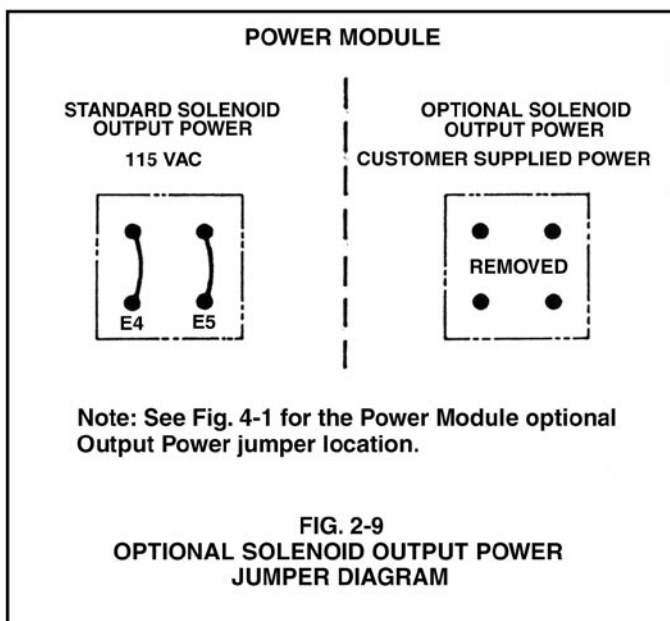 POWER MODULE
STANDARD SOLENOID
OUTPUT POWER
115 VAC
E4 E5
OPTIONAL SOLENOID
OUTPUT POWER
CUSTOMER SUPPLIED POWER
REMOVED
Note: See Fig. 4-1 for the Power Module optional
Output Power jumper location.
FIG. 2-9
OPTIONAL SOLENOID OUTPUT POWER
JUMPER DIAGRAM